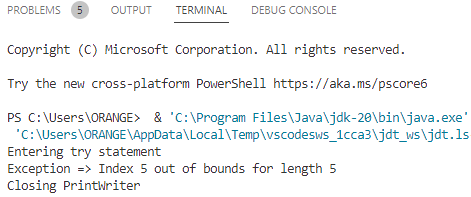 PROBLEMS 5 OUTPUT TERMINAL DEBUG CONSOLE
Copyright (C) Microsoft Corporation. All rights reserved.
Try the new cross-platform PowerShell https://aka.ms/pscore6
PS C:\Users\ORANGE>  & 'C:\Program Files\Java\jdk-20\bin\java.exe'
 'C:\Users\ORANGE\AppData\Local\Temp\vscodesws_1cca3\jdt_ws\jdt.ls
Entering try statement
Exception => Index 5 out of bounds for length 5
Closing PrintWriter